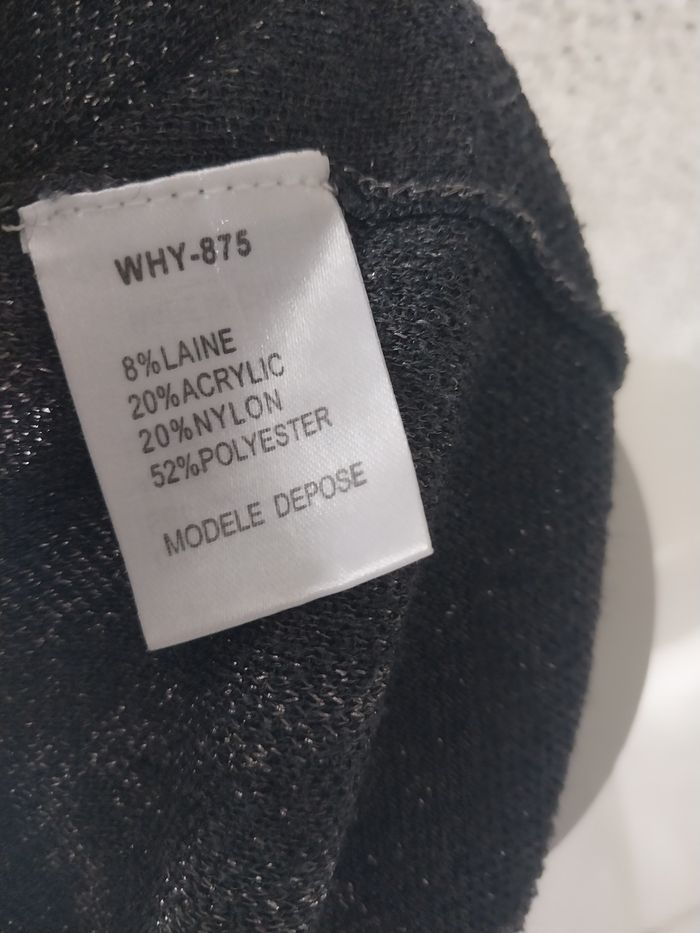 WHY-875
8%LAINE
20%ACRYLIC
20%NYLON
52%POLYESTER
MODELE DEPOSE